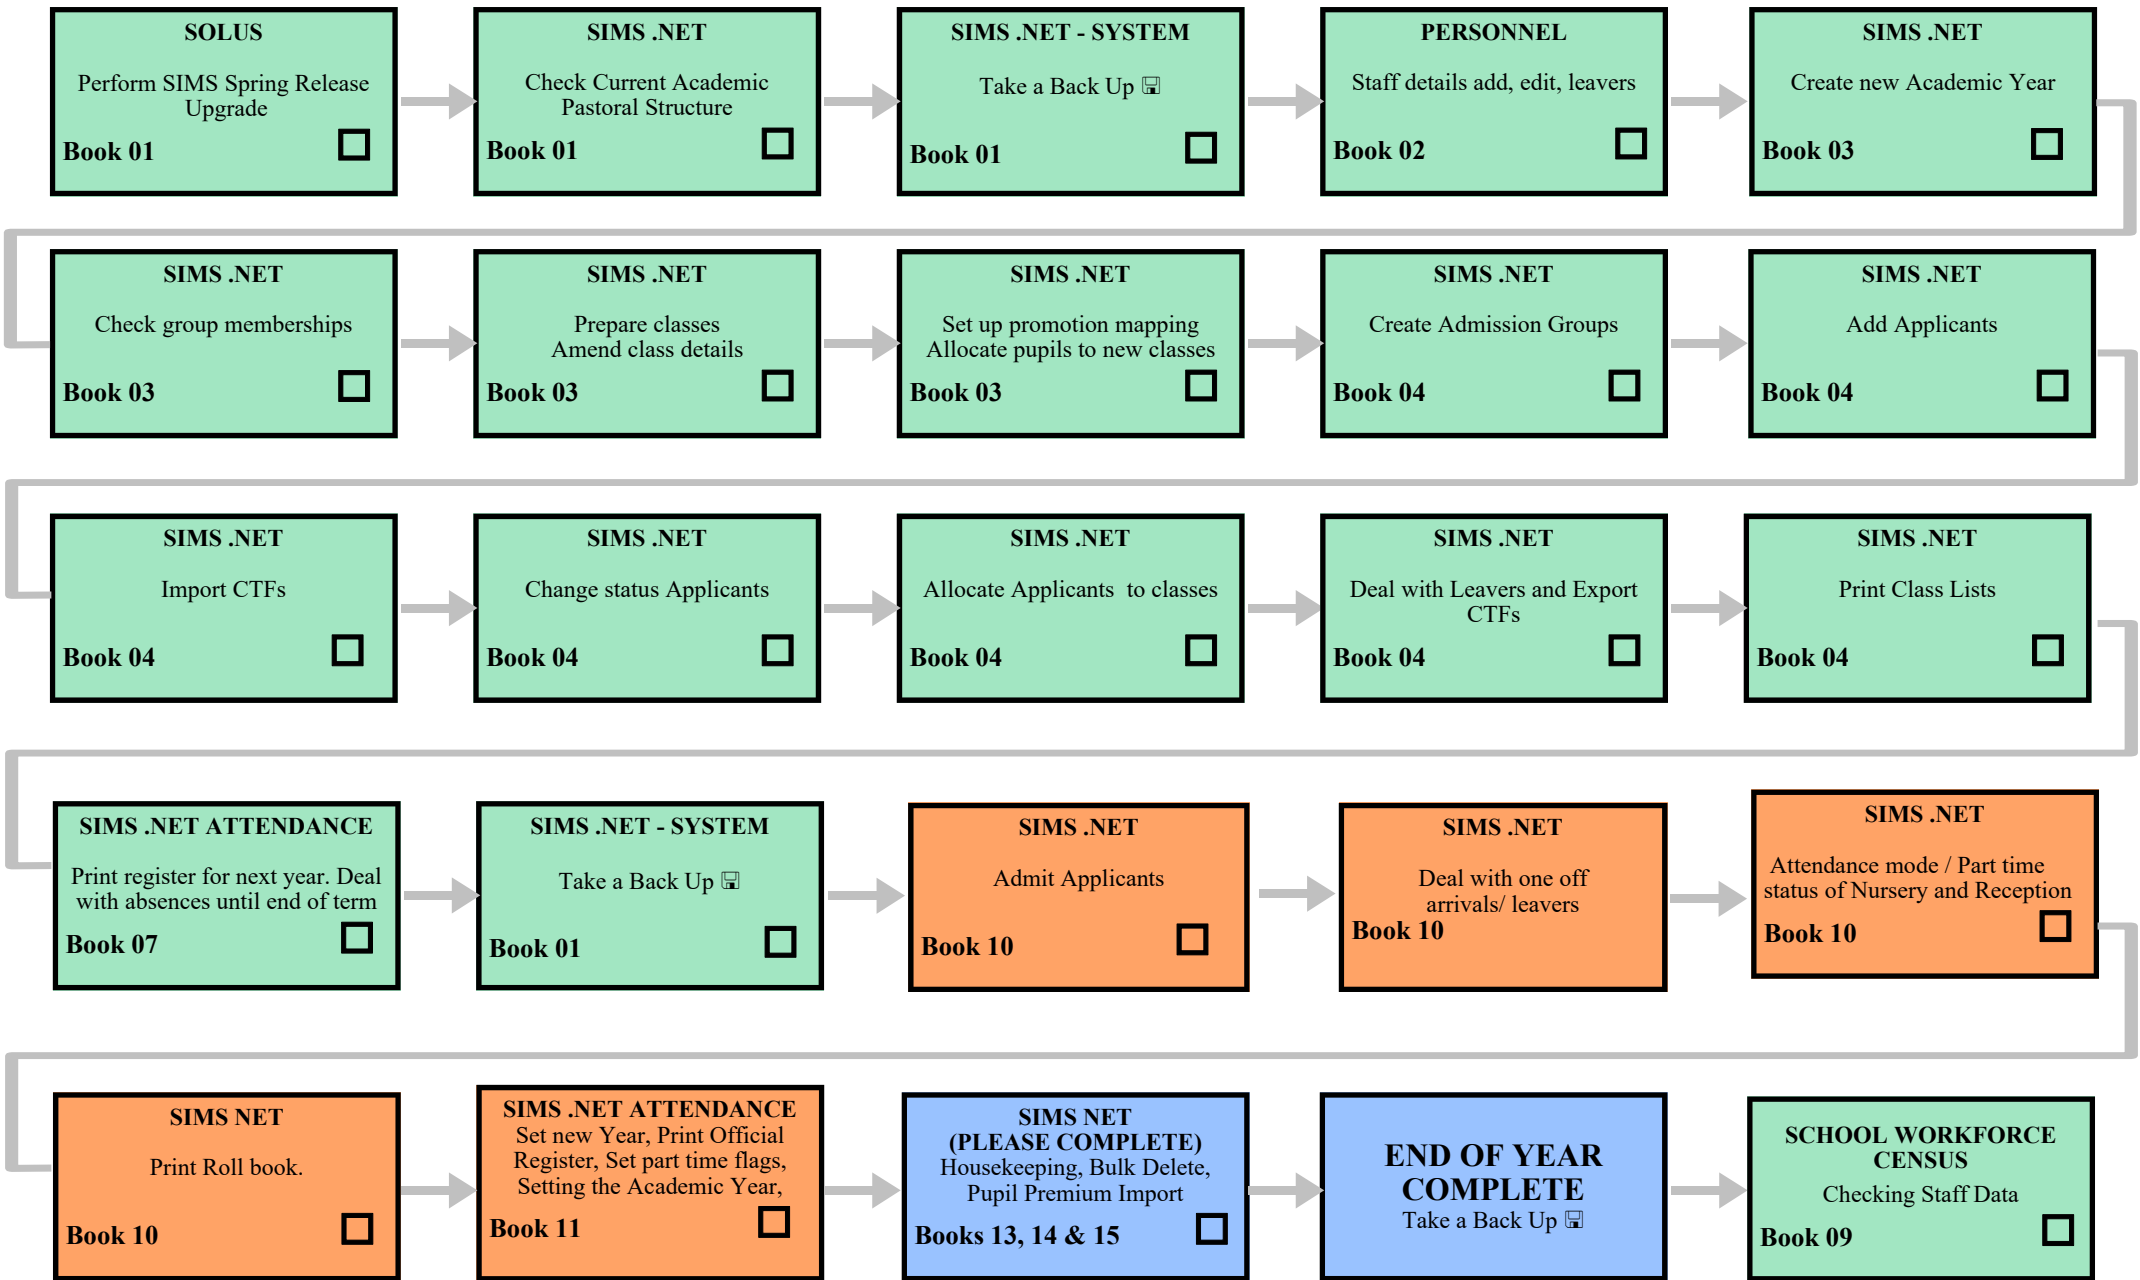 SOLUS
Perform SIMS Spring Release
Upgrade
Book 01
SIMS .NET
Check Current Academic
Pastoral Structure
Book 01
SIMS .NET - SYSTEM
Take a Back Up 🖫
Book 01
PERSONNEL
Staff details add, edit, leavers
Book 02
SIMS .NET
Create new Academic Year
Book 03
SIMS .NET
Check group memberships
Book 03
SIMS .NET
Prepare classes
Amend class details
Book 03
SIMS .NET
Set up promotion mapping
Allocate pupils to new classes
Book 03
SIMS .NET
Create Admission Groups
Book 04
SIMS .NET
Add Applicants
Book 04
SIMS .NET
Import CTFs
Book 04
SIMS .NET
Change status Applicants
Book 04
SIMS .NET
Allocate Applicants to classes
Book 04
SIMS .NET
Deal with Leavers and Export
CTFs
Book 04
SIMS .NET
Print Class Lists
Book 04
SIMS .NET ATTENDANCE
Print register for next year. Deal
with absences until end of term
Book 07
SIMS .NET - SYSTEM
Take a Back Up 🖫
Book 01
SIMS .NET
Admit Applicants
Book 10
SIMS .NET
Deal with one off
arrivals/ leavers
Book 10
SIMS .NET
Attendance mode / Part time
status of Nursery and Reception
Book 10
SIMS NET
Print Roll book.
Book 10
SIMS .NET ATTENDANCE
Set new Year, Print Official
Register, Set part time flags,
Setting the Academic Year,
Book 11
SIMS NET
(PLEASE COMPLETE)
Housekeeping, Bulk Delete,
Pupil Premium Import
Books 13, 14 & 15
END OF YEAR
COMPLETE
Take a Back Up 🖫
SCHOOL WORKFORCE
CENSUS
Checking Staff Data
Book 09